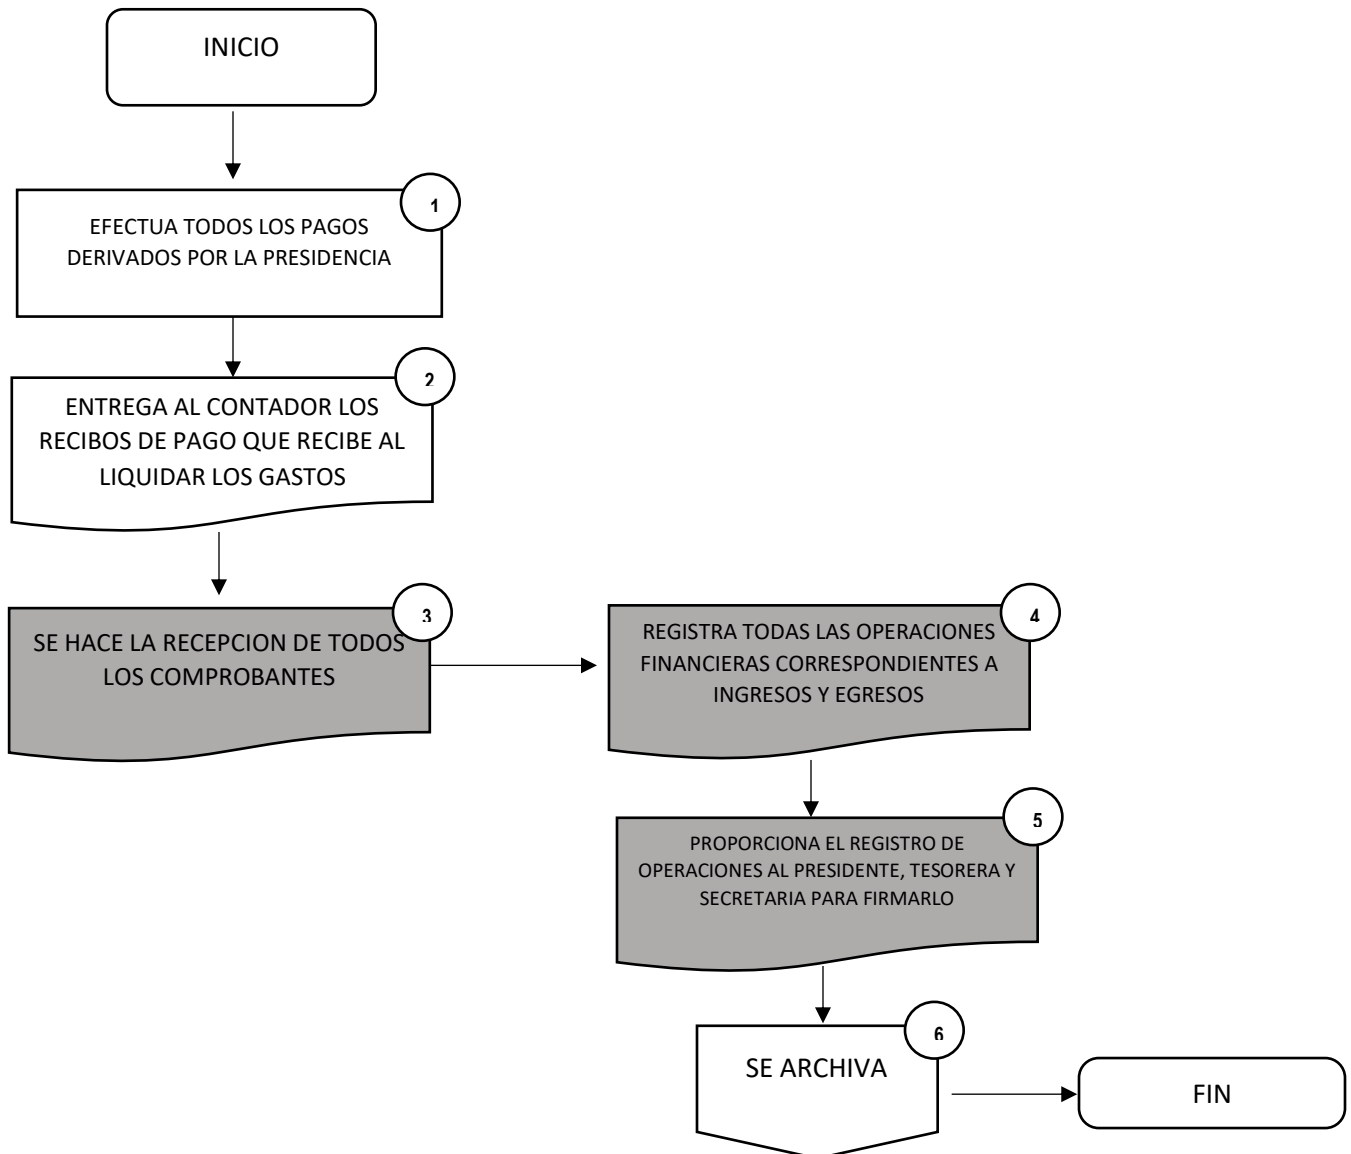 INICIO
1
EFECTUA TODOS LOS PAGOS
DERIVADOS POR LA PRESIDENCIA
2
ENTREGA AL CONTADOR LOS
RECIBOS DE PAGO QUE RECIBE AL
LIQUIDAR LOS GASTOS
3
SE HACE LA RECEPCION DE TODOS
LOS COMPROBANTES
4
REGISTRA TODAS LAS OPERACIONES
FINANCIERAS CORRESPONDIENTES A
INGRESOS Y EGRESOS
5
PROPORCIONA EL REGISTRO DE
OPERACIONES AL PRESIDENTE, TESORERA Y
SECRETARIA PARA FIRMARLO
6
SE ARCHIVA
FIN